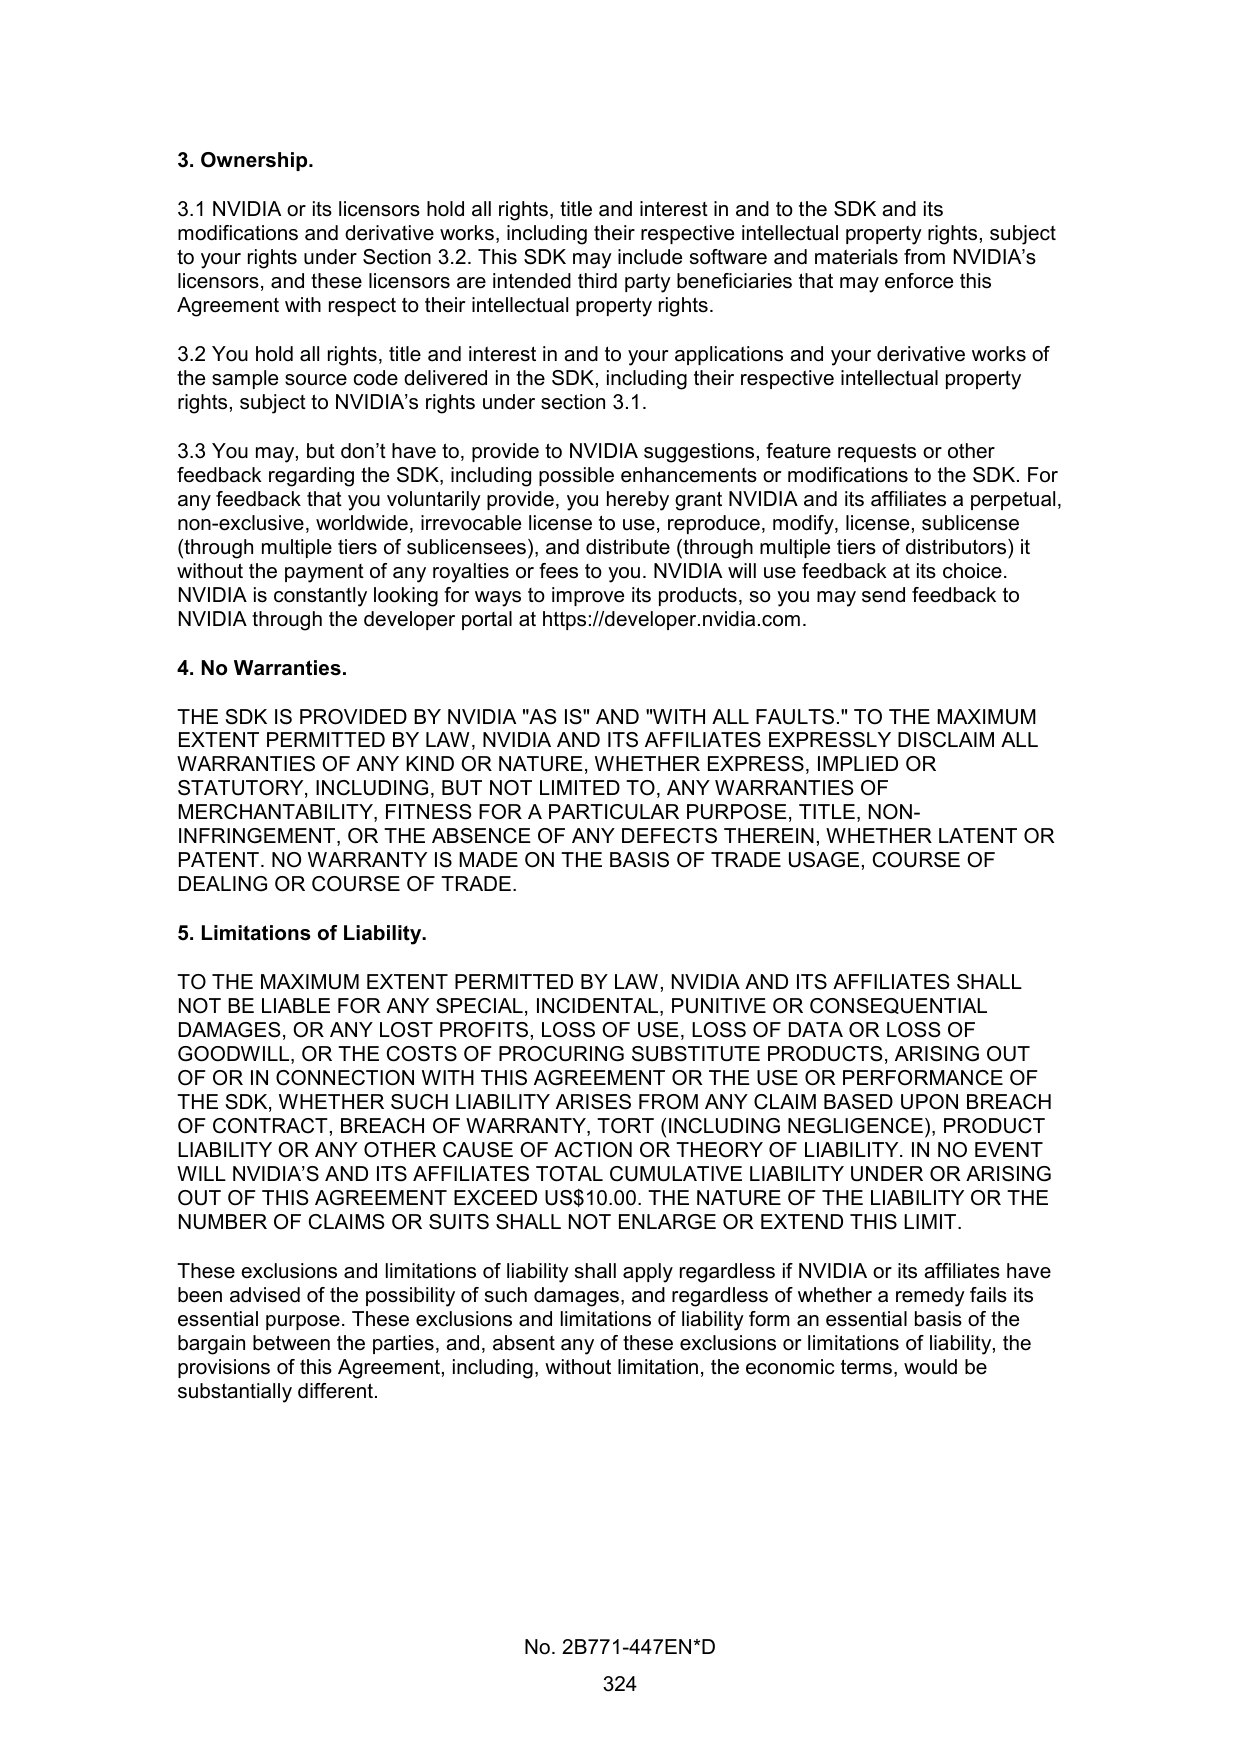 3. Ownership.
3.1 NVIDIA or its licensors hold all rights, title and interest in and to the SDK and its
modifications and derivative works, including their respective intellectual property rights, subject
to your rights under Section 3.2. This SDK may include software and materials from NVIDIA’s
licensors, and these licensors are intended third party beneficiaries that may enforce this
Agreement with respect to their intellectual property rights.
3.2 You hold all rights, title and interest in and to your applications and your derivative works of
the sample source code delivered in the SDK, including their respective intellectual property
rights, subject to NVIDIA’s rights under section 3.1.
3.3 You may, but don’t have to, provide to NVIDIA suggestions, feature requests or other
feedback regarding the SDK, including possible enhancements or modifications to the SDK. For
any feedback that you voluntarily provide, you hereby grant NVIDIA and its affiliates a perpetual,
non-exclusive, worldwide, irrevocable license to use, reproduce, modify, license, sublicense
(through multiple tiers of sublicensees), and distribute (through multiple tiers of distributors) it
without the payment of any royalties or fees to you. NVIDIA will use feedback at its choice.
NVIDIA is constantly looking for ways to improve its products, so you may send feedback to
NVIDIA through the developer portal at https://developer.nvidia.com.
4. No Warranties.
THE SDK IS PROVIDED BY NVIDIA "AS IS" AND "WITH ALL FAULTS." TO THE MAXIMUM
EXTENT PERMITTED BY LAW, NVIDIA AND ITS AFFILIATES EXPRESSLY DISCLAIM ALL
WARRANTIES OF ANY KIND OR NATURE, WHETHER EXPRESS, IMPLIED OR
STATUTORY, INCLUDING, BUT NOT LIMITED TO, ANY WARRANTIES OF
MERCHANTABILITY, FITNESS FOR A PARTICULAR PURPOSE, TITLE, NON-
INFRINGEMENT, OR THE ABSENCE OF ANY DEFECTS THEREIN, WHETHER LATENT OR
PATENT. NO WARRANTY IS MADE ON THE BASIS OF TRADE USAGE, COURSE OF
DEALING OR COURSE OF TRADE.
5. Limitations of Liability.
TO THE MAXIMUM EXTENT PERMITTED BY LAW, NVIDIA AND ITS AFFILIATES SHALL
NOT BE LIABLE FOR ANY SPECIAL, INCIDENTAL, PUNITIVE OR CONSEQUENTIAL
DAMAGES, OR ANY LOST PROFITS, LOSS OF USE, LOSS OF DATA OR LOSS OF
GOODWILL, OR THE COSTS OF PROCURING SUBSTITUTE PRODUCTS, ARISING OUT
OF OR IN CONNECTION WITH THIS AGREEMENT OR THE USE OR PERFORMANCE OF
THE SDK, WHETHER SUCH LIABILITY ARISES FROM ANY CLAIM BASED UPON BREACH
OF CONTRACT, BREACH OF WARRANTY, TORT (INCLUDING NEGLIGENCE), PRODUCT
LIABILITY OR ANY OTHER CAUSE OF ACTION OR THEORY OF LIABILITY. IN NO EVENT
WILL NVIDIA’S AND ITS AFFILIATES TOTAL CUMULATIVE LIABILITY UNDER OR ARISING
OUT OF THIS AGREEMENT EXCEED US$10.00. THE NATURE OF THE LIABILITY OR THE
NUMBER OF CLAIMS OR SUITS SHALL NOT ENLARGE OR EXTEND THIS LIMIT.
These exclusions and limitations of liability shall apply regardless if NVIDIA or its affiliates have
been advised of the possibility of such damages, and regardless of whether a remedy fails its
essential purpose. These exclusions and limitations of liability form an essential basis of the
bargain between the parties, and, absent any of these exclusions or limitations of liability, the
provisions of this Agreement, including, without limitation, the economic terms, would be
substantially different.
No. 2B771-447EN*D
324